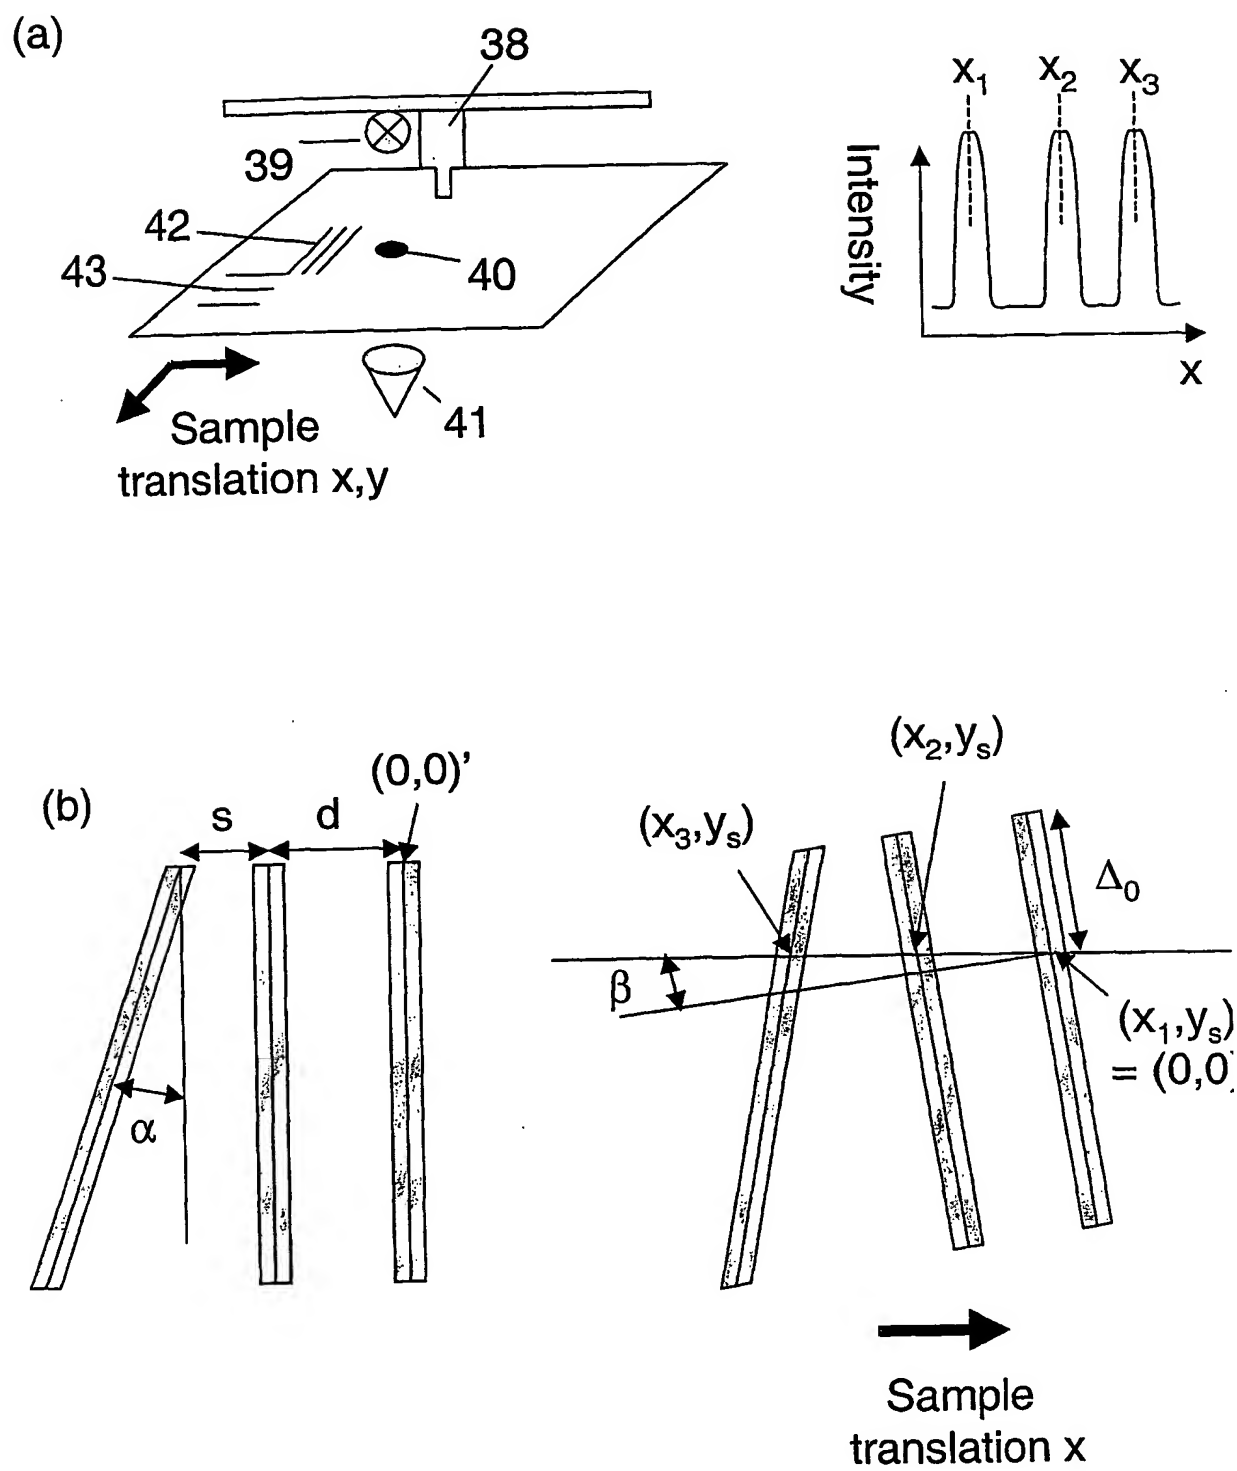 (a)
38
39
42
43
40
41
Sample
translation x,y
x₁ x₂ x₃
Intensity
x
(b)
s
d
(0,0)'
α
(x₂,yₛ)
(x₃,yₛ)
Δ₀
β
(x₁,yₛ)
= (0,0)
Sample
translation x